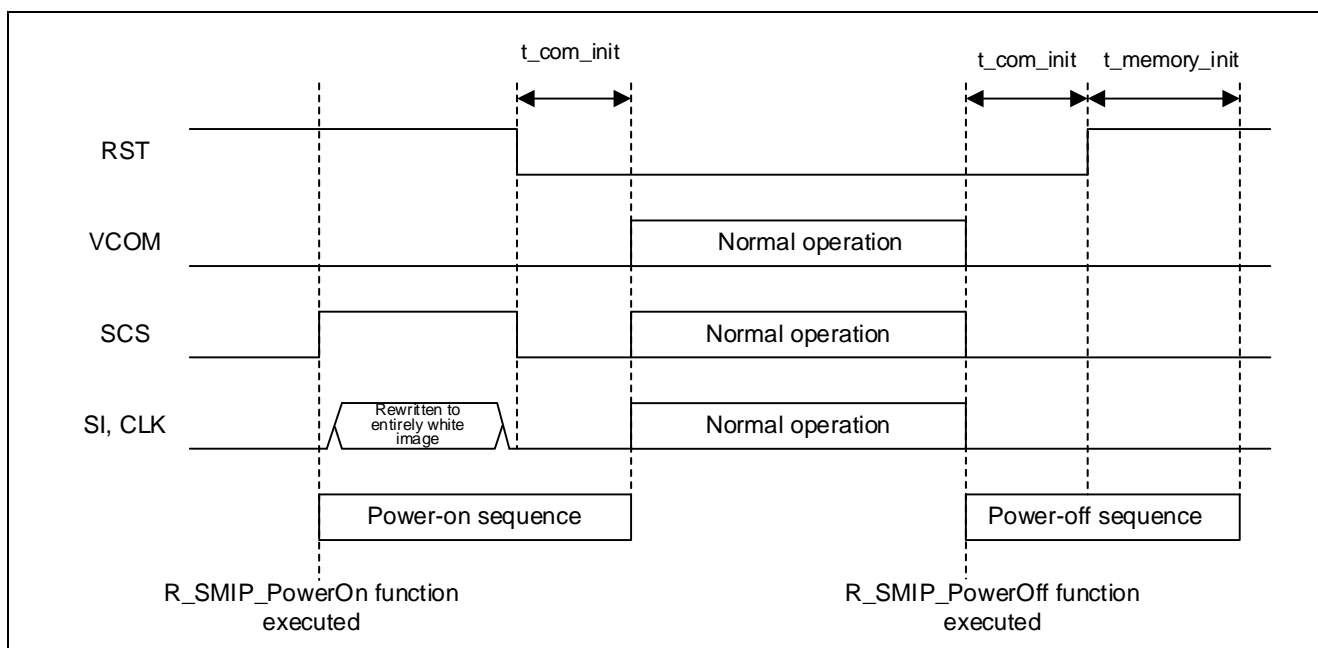 t_com_init
t_com_init
t_memory_init
RST
VCOM
Normal operation
SCS
Normal operation
SI, CLK
Rewritten to
entirely white
image
Normal operation
Power-on sequence
Power-off sequence
R_SMIP_PowerOn function
executed
R_SMIP_PowerOff function
executed